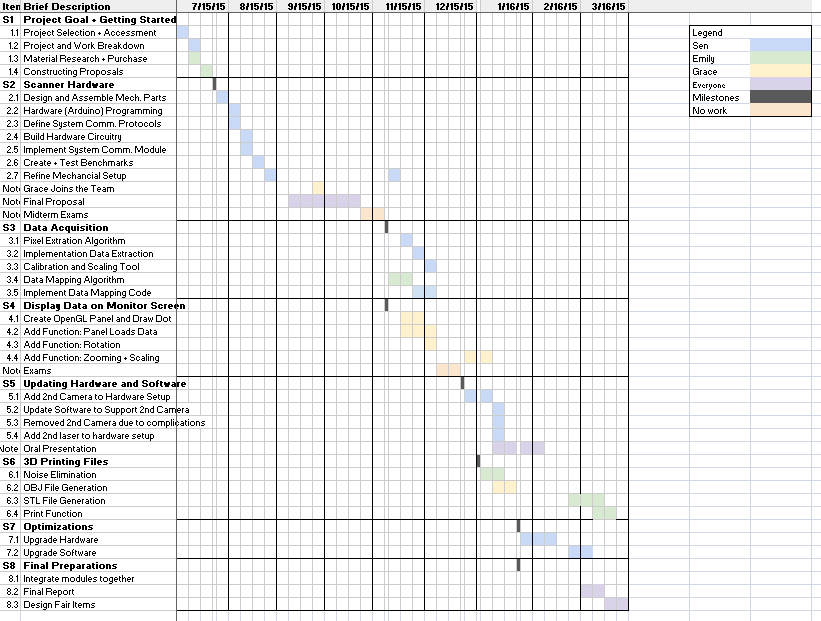 Item Brief Description 7/15/15 8/15/15 9/15/15 10/15/15 11/15/15 12/15/15 1/16/15 2/16/15 3/16/15
S1 Project Goal + Getting Started
1.1 Project Selection + Accessment
1.2 Project and Work Breakdown
1.3 Material Research + Purchase
1.4 Constructing Proposals
S2 Scanner Hardware
2.1 Design and Assemble Mech. Parts
2.2 Hardware (Arduino) Programming
2.3 Define System Comm. Protocols
2.4 Build Hardware Circuitry
2.5 Implement System Comm. Module
2.6 Create + Test Benchmarks
2.7 Refine Mechancial Setup
Note Grace Joins the Team
Note Final Proposal
Note Midterm Exams
S3 Data Acquisition
3.1 Pixel Extration Algorithm
3.2 Implementation Data Extraction
3.3 Calibration and Scaling Tool
3.4 Data Mapping Algorithm
3.5 Implement Data Mapping Code
S4 Display Data on Monitor Screen
4.1 Create OpenGL Panel and Draw Dot
4.2 Add Function: Panel Loads Data
4.3 Add Function: Rotation
4.4 Add Function: Zooming + Scaling
Note Exams
S5 Updating Hardware and Software
5.1 Add 2nd Camera to Hardware Setup
5.2 Update Software to Support 2nd Camera
5.3 Removed 2nd Camera due to complications
5.4 Add 2nd laser to hardware setup
Note Oral Presentation
S6 3D Printing Files
6.1 Noise Elimination
6.2 OBJ File Generation
6.3 STL File Generation
6.4 Print Function
S7 Optimizations
7.1 Upgrade Hardware
7.2 Upgrade Software
S8 Final Preparations
8.1 Integrate modules together
8.2 Final Report
8.3 Design Fair Items
Legend
Sen
Emily
Grace
Everyone
Milestones
No work